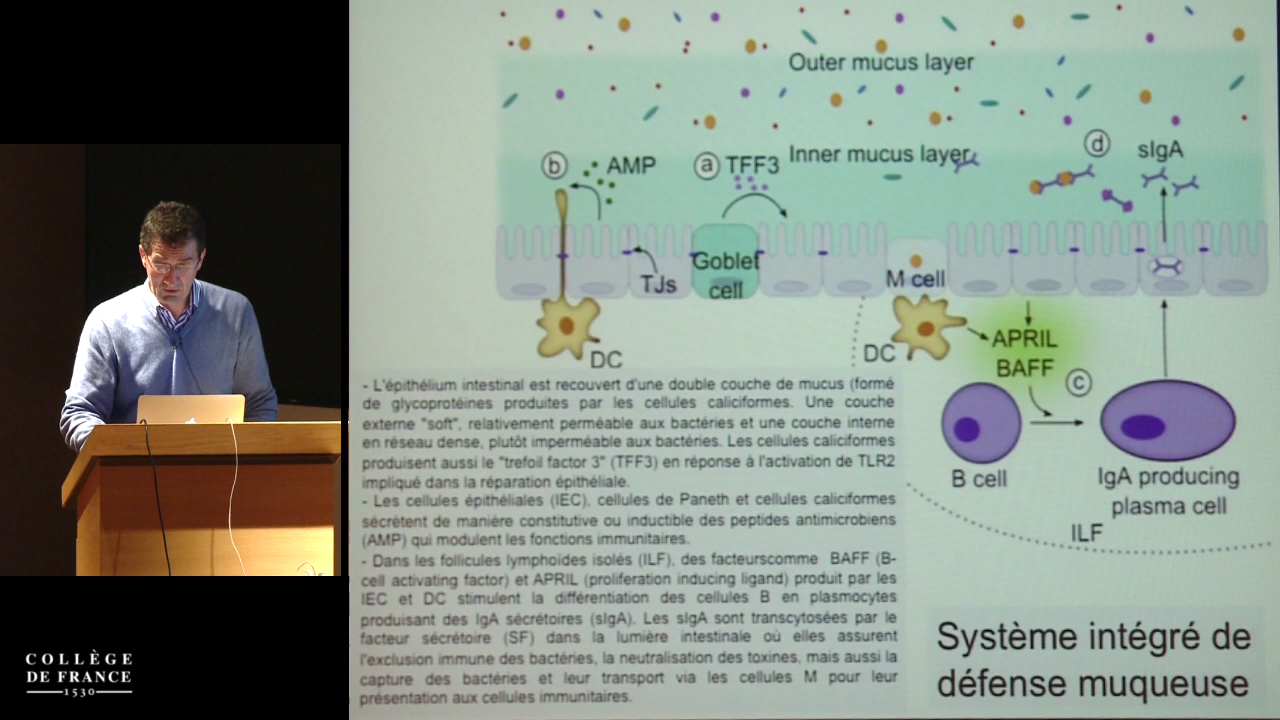 Outer mucus layer
Inner mucus layer
b
AMP
a
TFF3
d
sIgA
TJs
Goblet
cell
M cell
DC
DC
APRIL
BAFF
c
B cell
IgA producing
plasma cell
ILF
- L'épithélium intestinal est recouvert d'une double couche de mucus (formé
de glycoprotéines produites par les cellules caliciformes. Une couche
externe "soft", relativement perméable aux bactéries et une couche interne
en réseau dense, plutôt imperméable aux bactéries. Les cellules caliciformes
produisent aussi le "trefoil factor 3" (TFF3) en réponse à l'activation de TLR2
impliqué dans la réparation épithéliale.
- Les cellules épithéliales (IEC), cellules de Paneth et cellules caliciformes
sécrètent de manière constitutive ou inductible des peptides antimicrobiens
(AMP) qui modulent les fonctions immunitaires.
- Dans les follicules lymphoïdes isolés (ILF), des facteurscomme BAFF (B-
cell activating factor) et APRIL (proliferation inducing ligand) produit par les
IEC et DC stimulent la différentiation des cellules B en plasmocytes
produisant des IgA sécrétoires (sIgA). Les sIgA sont transcytosées par le
facteur sécrétoire (SF) dans la lumière intestinale où elles assurent
l'exclusion immune des bactéries, la neutralisation des toxines, mais aussi la
capture des bactéries et leur transport via les cellules M pour leur
présentation aux cellules immunitaires.
Système intégré de
défense muqueuse
COLLÈGE
DE FRANCE
1530